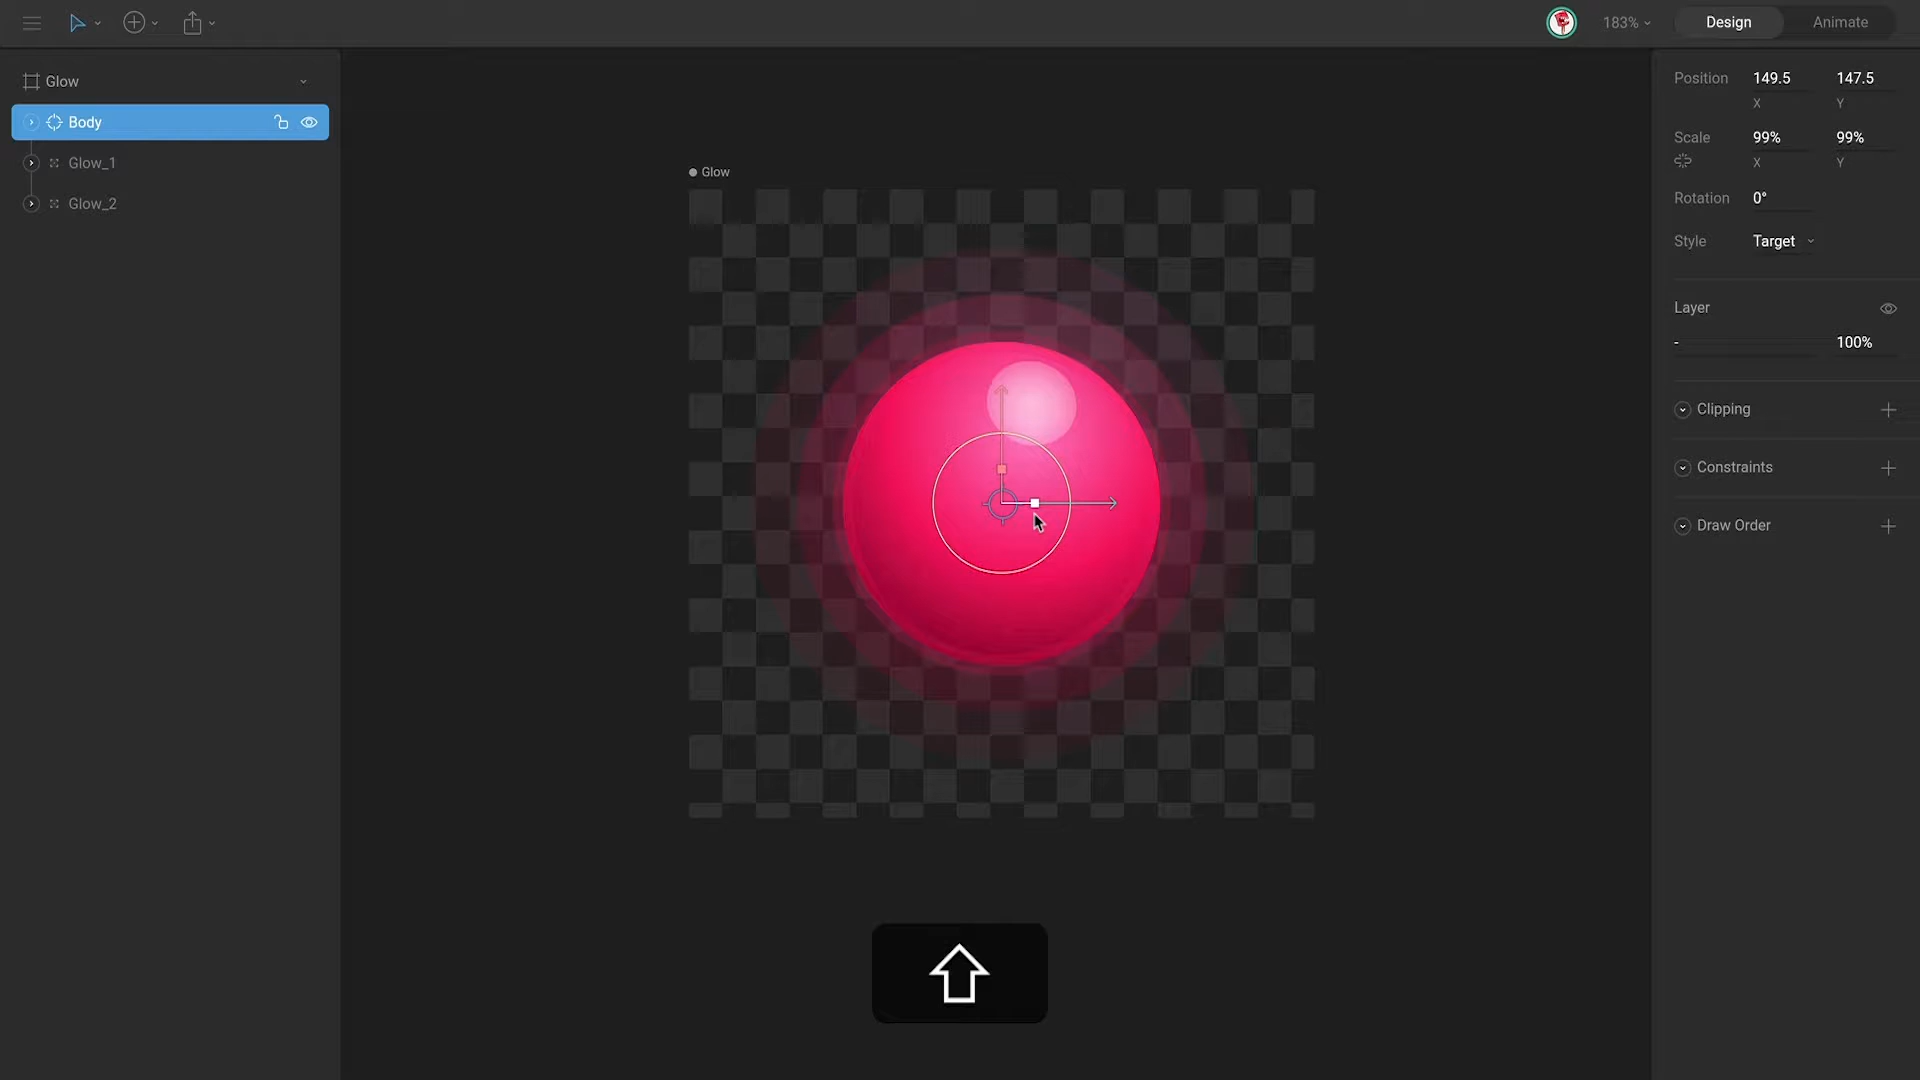 183%
Design
Animate
Glow
Body
Glow_1
Glow_2
Glow
Position 149.5 147.5
X Y
Scale 99% 99%
X Y
Rotation 0°
Style Target
Layer
- 100%
Clipping
Constraints
Draw Order